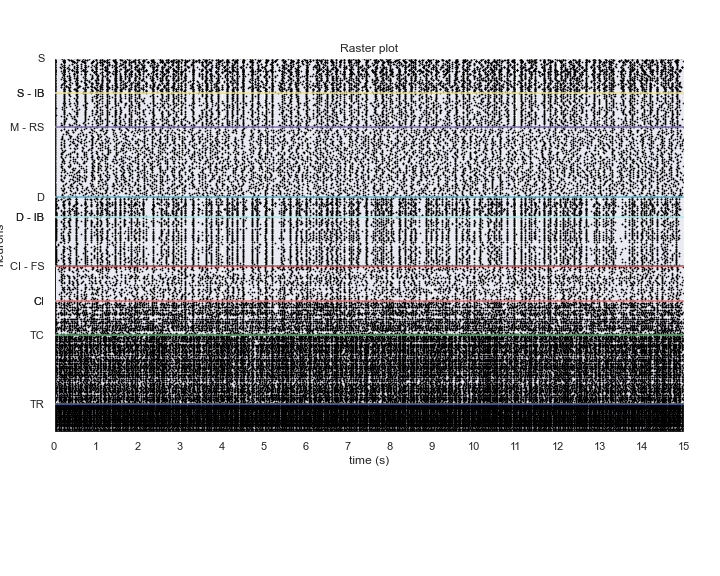 Raster plot
S
S - IB
M - RS
D
D - IB
CI - FS
CI
TC
TR
neurons
0 1 2 3 4 5 6 7 8 9 10 11 12 13 14 15
time (s)